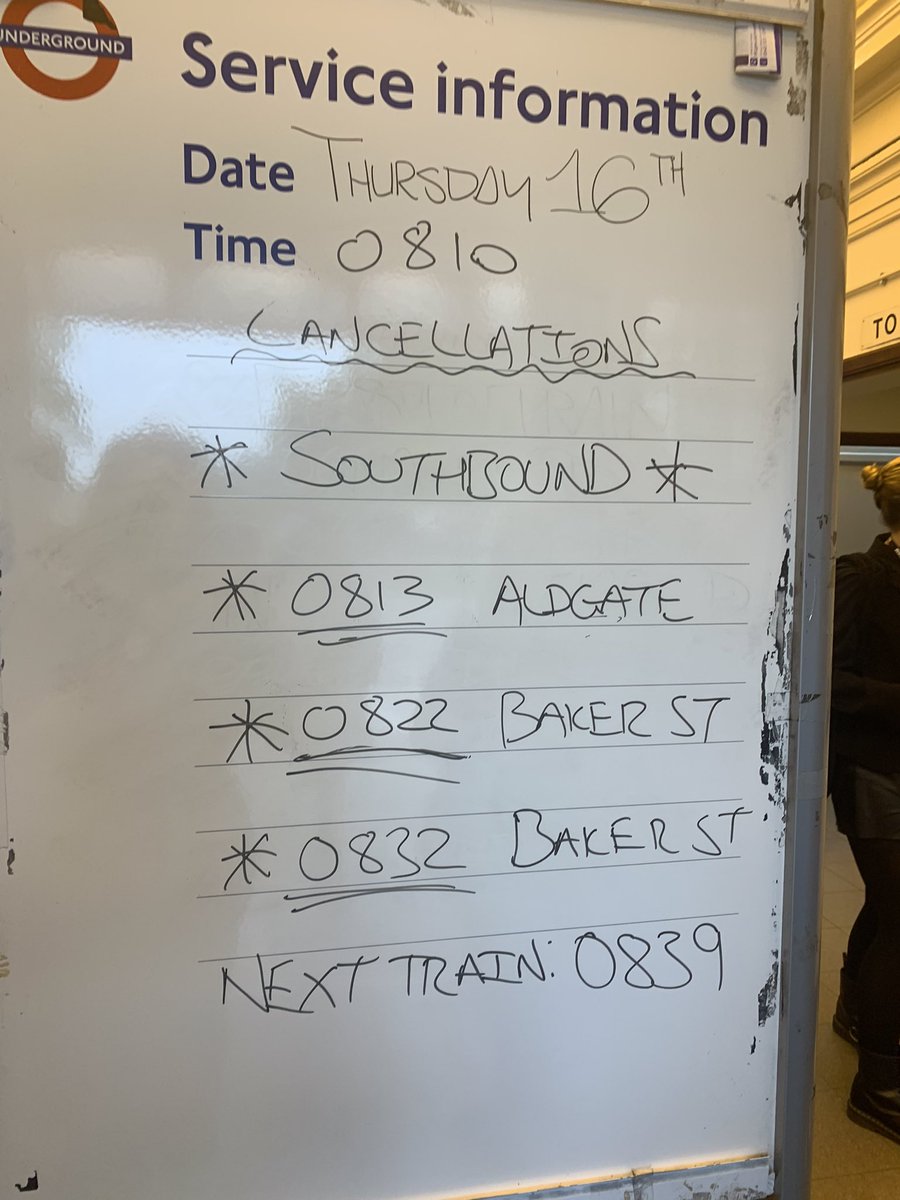 UNDERGROUND
Service information
Date THURSDAY 16TH
Time 0810
CANCELLATIONS
* SOUTHBOUND *
* 0813 ALDGATE
* 0822 BAKER ST
* 0832 BAKER ST
NEXT TRAIN: 0839
TO